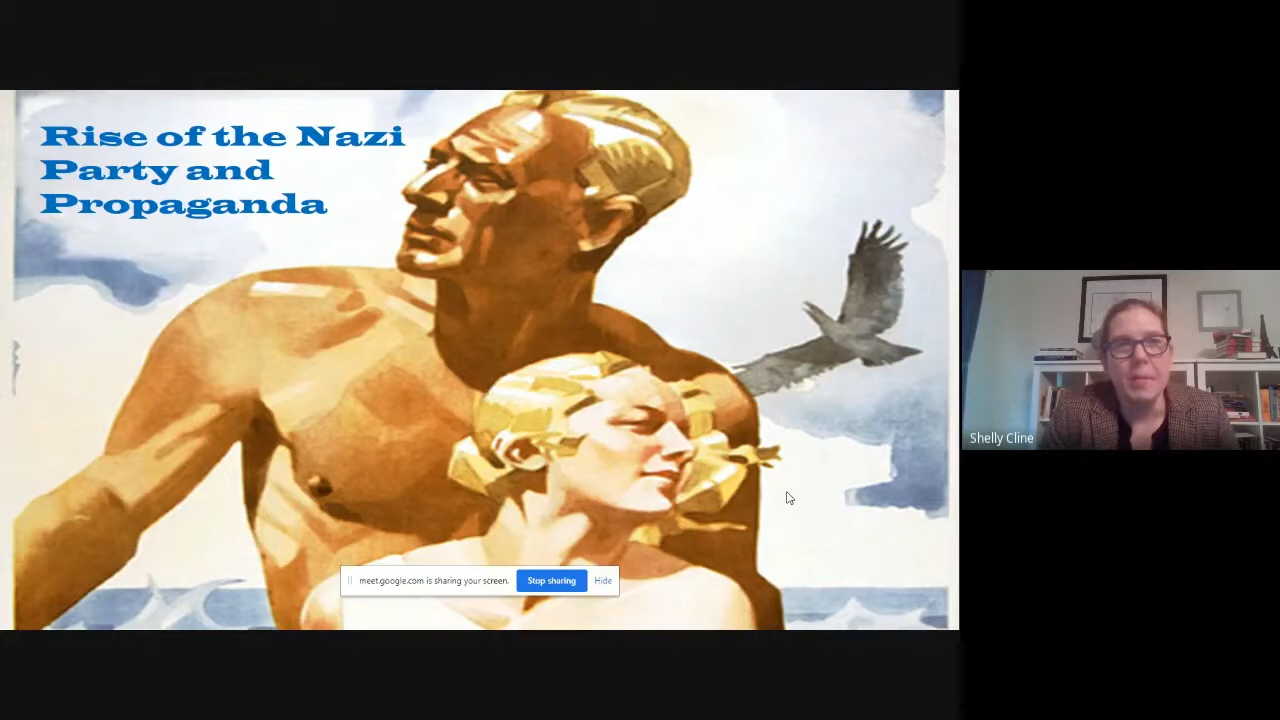 Rise of the Nazi
Party and
Propaganda
meet.google.com is sharing your screen. Stop sharing Hide
Shelly Cline